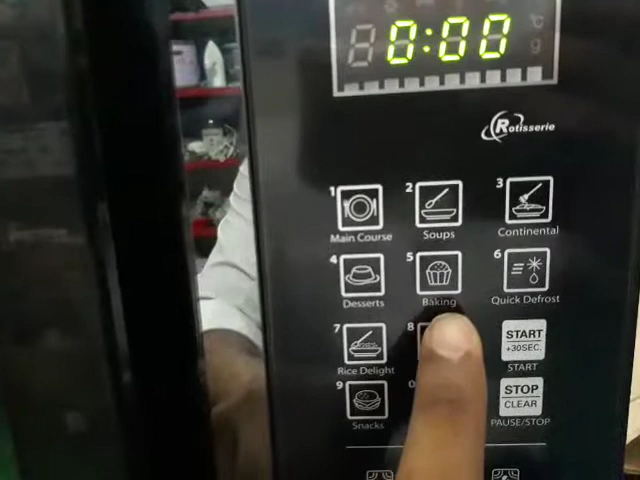 0:00
°C
g
Rotisserie
1 2 3
Main Course Soups Continental
4 5 6
Desserts Baking Quick Defrost
7 8 START
+30SEC.
Rice Delight START
9 0 STOP
CLEAR
Snacks PAUSE/STOP